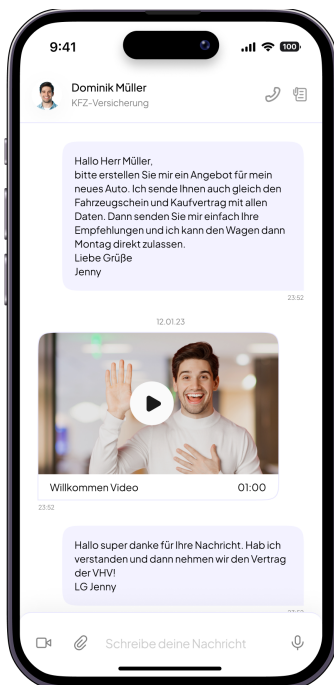 9:41
100
Dominik Müller
KFZ-Versicherung
Hallo Herr Müller,
bitte erstellen Sie mir ein Angebot für mein
neues Auto. Ich sende Ihnen auch gleich den
Fahrzeugschein und Kaufvertrag mit allen
Daten. Dann senden Sie mir einfach Ihre
Empfehlungen und ich kann den Wagen dann
Montag direkt zulassen.
Liebe Grüße
Jenny
23:52
12.01.23
Willkommen Video 01:00
23:52
Hallo super danke für Ihre Nachricht. Hab ich
verstanden und dann nehmen wir den Vertrag
der VHV!
LG Jenny
Schreibe deine Nachricht